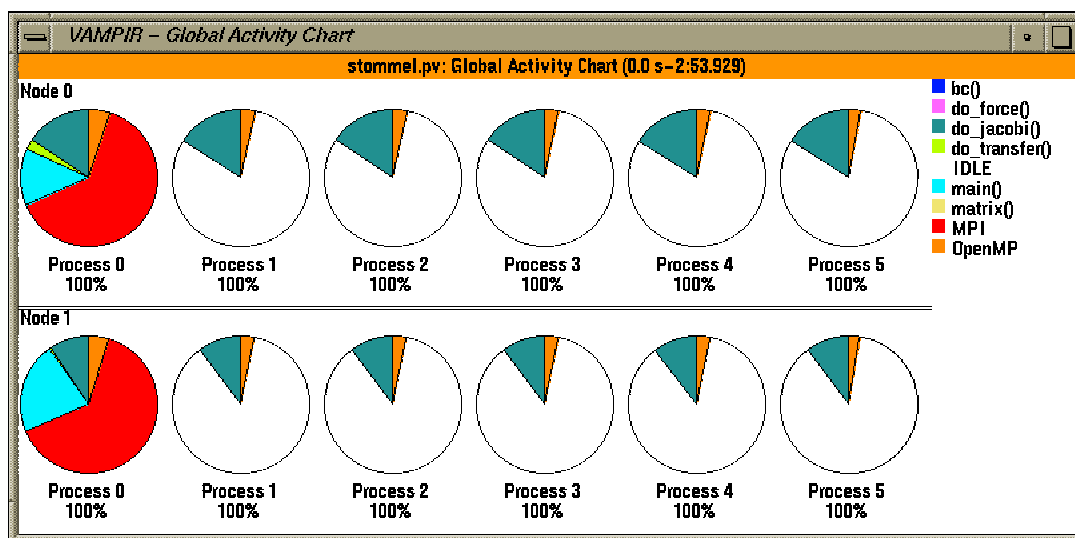 VAMPIR – Global Activity Chart
stommel.pv: Global Activity Chart (0.0 s–2:53.929)
Node 0
Process 0
100%
Process 1
100%
Process 2
100%
Process 3
100%
Process 4
100%
Process 5
100%
Node 1
Process 0
100%
Process 1
100%
Process 2
100%
Process 3
100%
Process 4
100%
Process 5
100%
bc()
do_force()
do_jacobi()
do_transfer()
IDLE
main()
matrix()
MPI
OpenMP